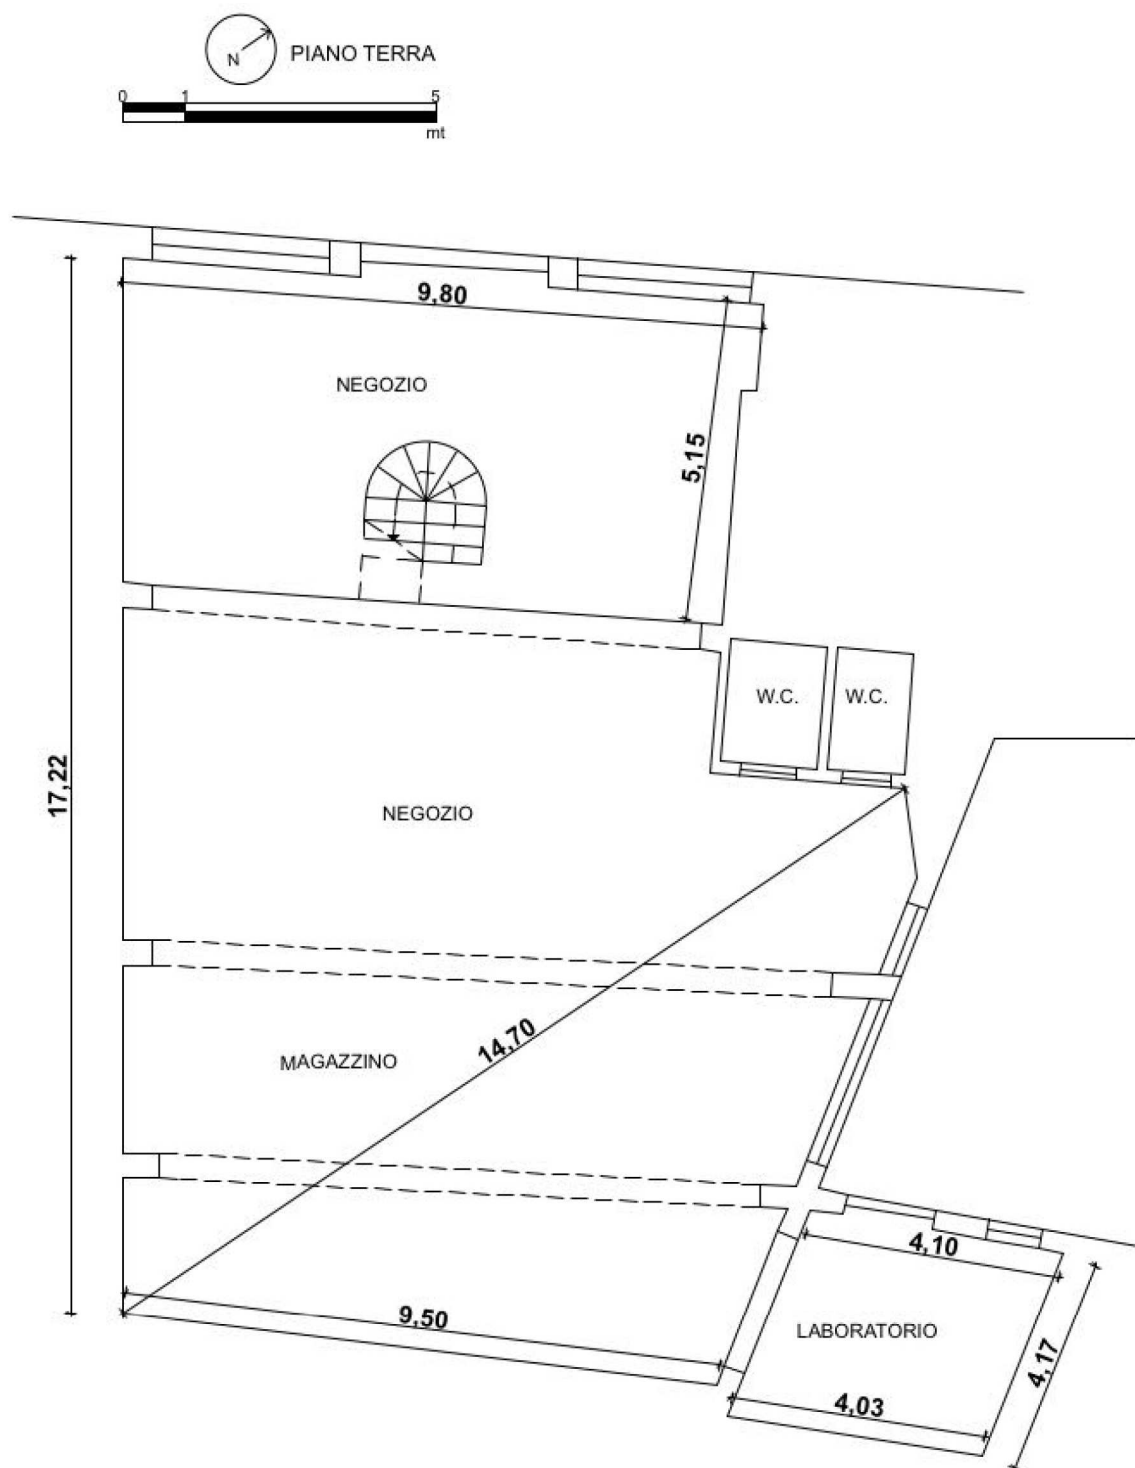 N
PIANO TERRA
0 1 5
mt
9,80
NEGOZIO
5,15
W.C. W.C.
17,22
NEGOZIO
14,70
MAGAZZINO
4,10
9,50
LABORATORIO
4,17
4,03